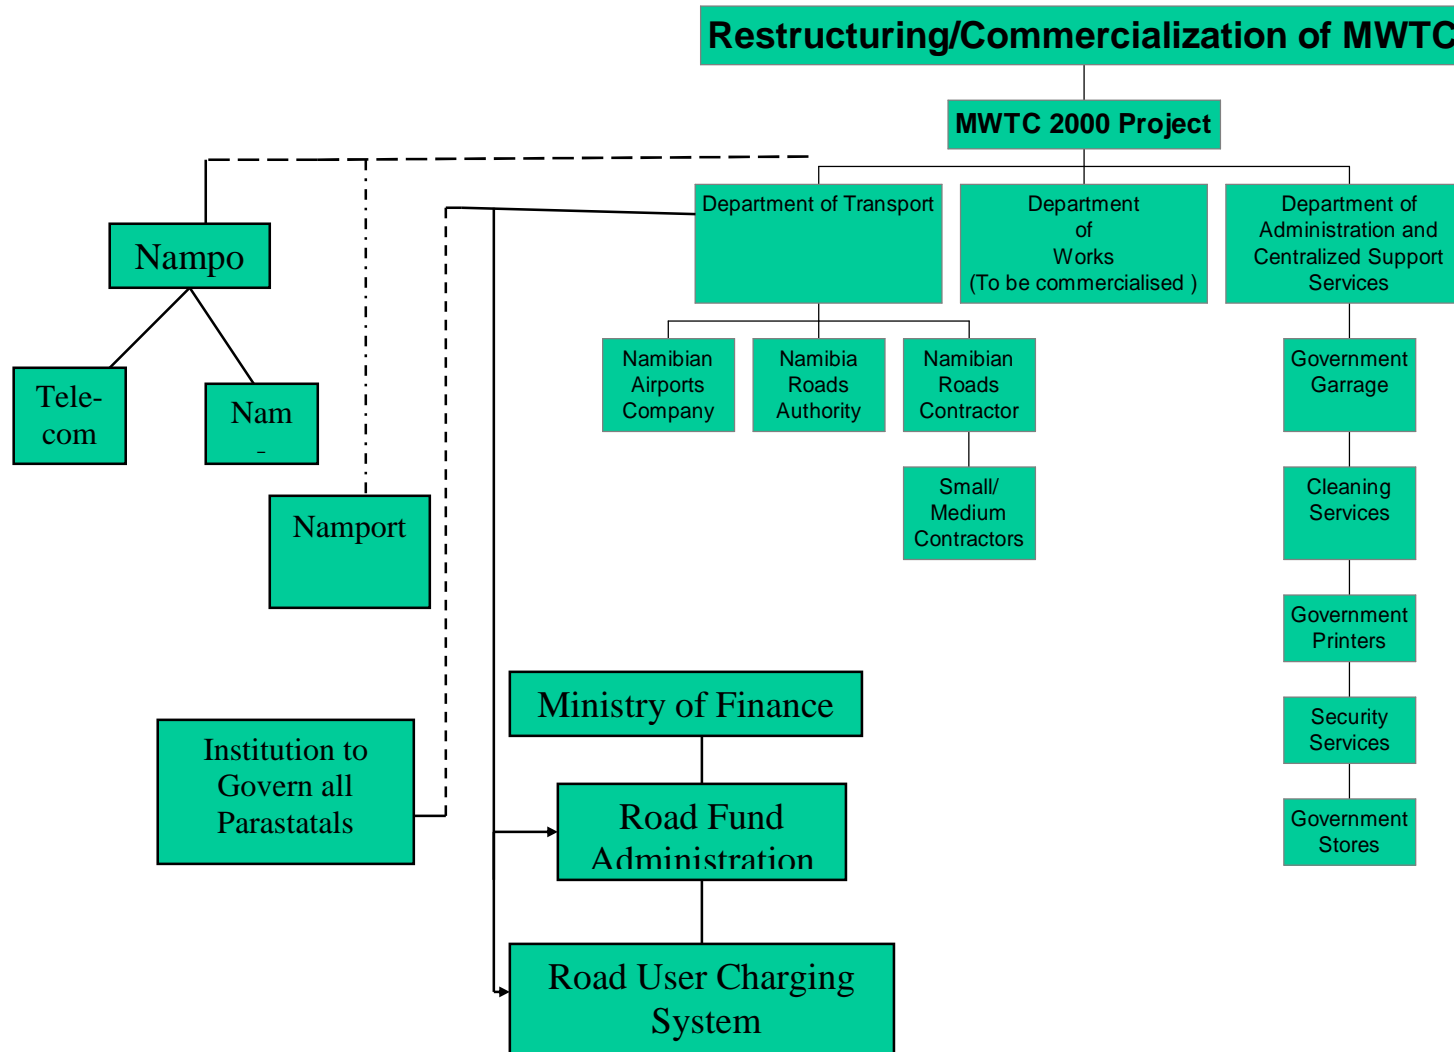 Restructuring/Commercialization of MWTC
MWTC 2000 Project
Department of Transport
Department
of
Works
(To be commercialised )
Department of
Administration and
Centralized Support
Services
Nampo
Tele-
com
Nam
-
Namport
Namibian
Airports
Company
Namibia
Roads
Authority
Namibian
Roads
Contractor
Small/
Medium
Contractors
Government
Garrage
Cleaning
Services
Government
Printers
Security
Services
Government
Stores
Institution to
Govern all
Parastatals
Ministry of Finance
Road Fund
Administration
Road User Charging
System